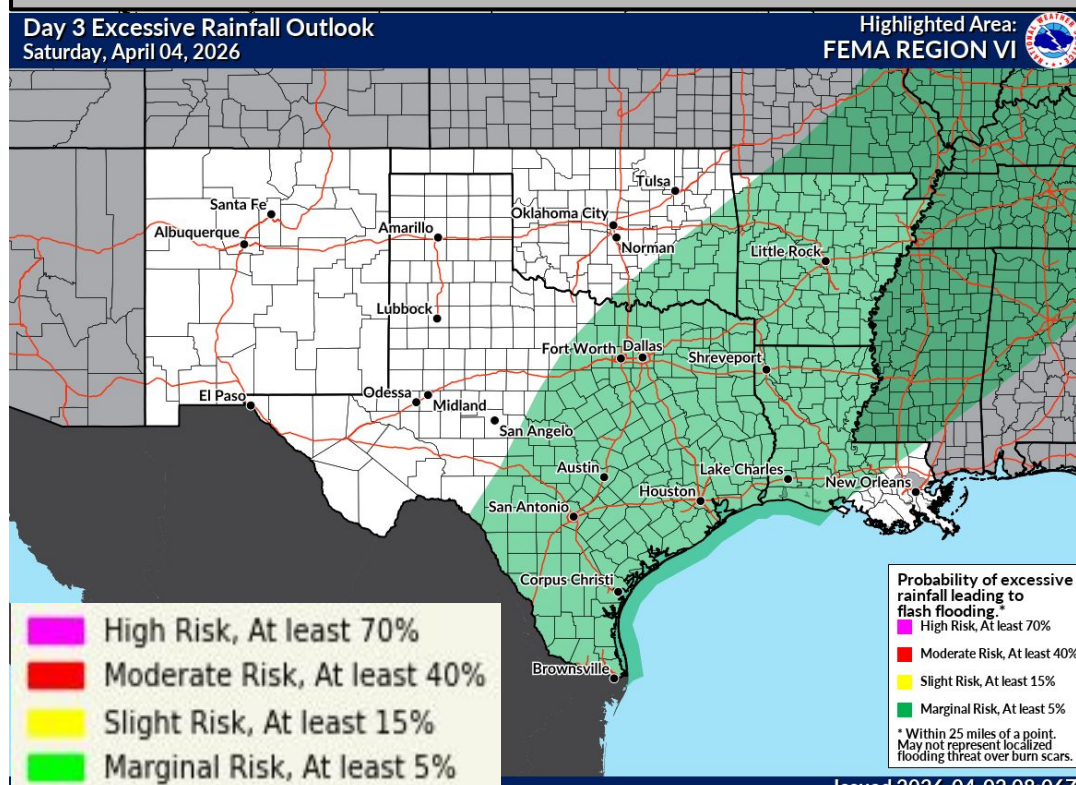 Day 3 Excessive Rainfall Outlook
Saturday, April 04, 2026
Highlighted Area:
FEMA REGION VI
Tulsa
Santa Fe
Oklahoma City
Albuquerque
Amarillo
Norman
Little Rock
Lubbock
Fort Worth
Dallas
Shreveport
El Paso
Odessa
Midland
San Angelo
Austin
Lake Charles
New Orleans
Houston
San Antonio
Corpus Christi
Brownsville
High Risk, At least 70%
Moderate Risk, At least 40%
Slight Risk, At least 15%
Marginal Risk, At least 5%
Probability of excessive
rainfall leading to
flash flooding.*
High Risk, At least 70%
Moderate Risk, At least 40%
Slight Risk, At least 15%
Marginal Risk, At least 5%
* Within 25 miles of a point.
May not represent localized
flooding threat over burn scars.